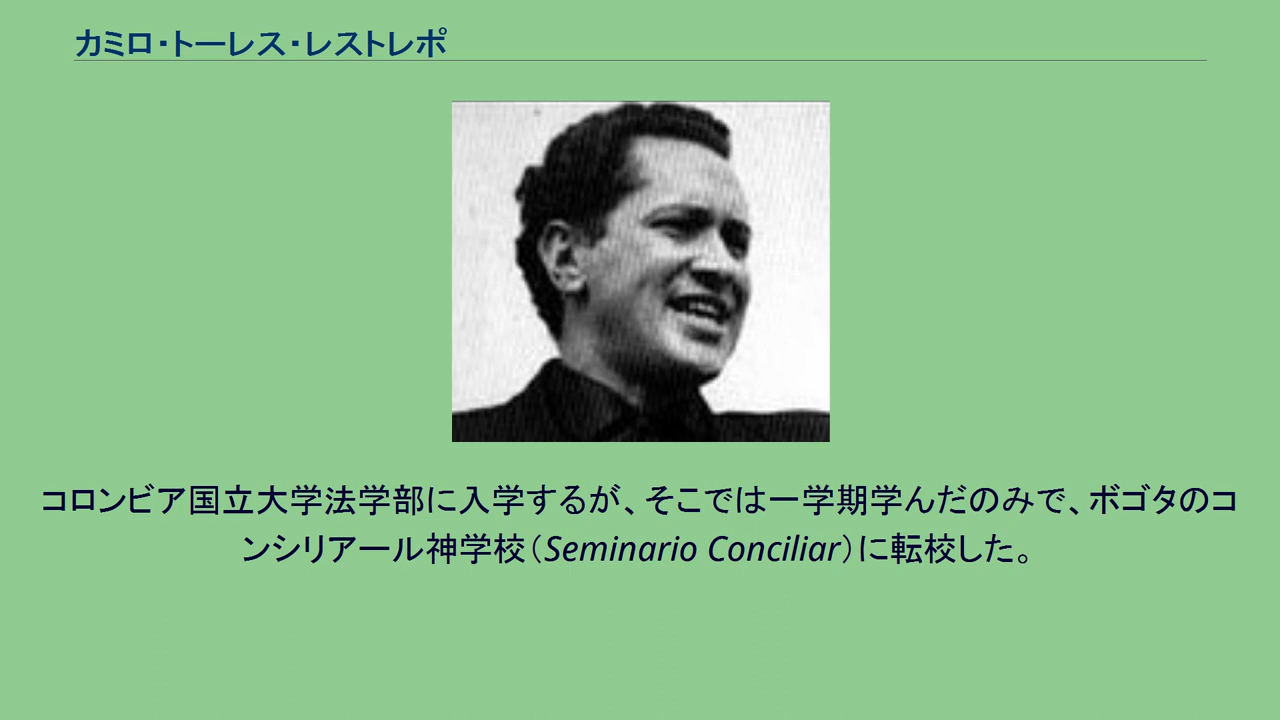 カミロ・トーレス・レストレポ
コロンビア国立大学法学部に入学するが、そこでは一学期学んだのみで、ボゴタのコ
ンシリアール神学校（Seminario Conciliar）に転校した。